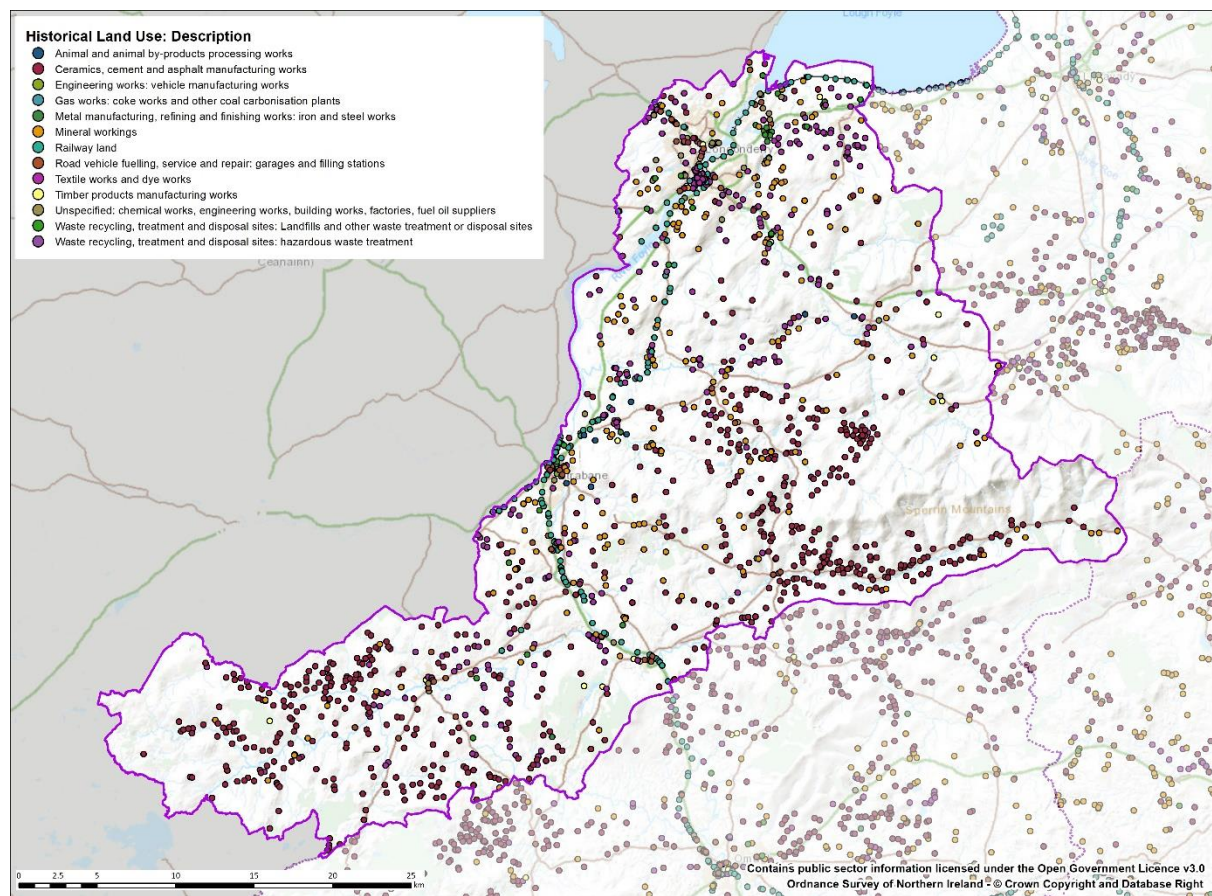 Lough Foyle
Historical Land Use: Description
Animal and animal by-products processing works
Ceramics, cement and asphalt manufacturing works
Engineering works: vehicle manufacturing works
Gas works: coke works and other coal carbonisation plants
Metal manufacturing, refining and finishing works: iron and steel works
Mineral workings
Railway land
Road vehicle fuelling, service and repair: garages and filling stations
Textile works and dye works
Timber products manufacturing works
Unspecified: chemical works, engineering works, building works, factories, fuel oil suppliers
Waste recycling, treatment and disposal sites: Landfills and other waste treatment or disposal sites
Waste recycling, treatment and disposal sites: hazardous waste treatment
Ceanainn)
Sperrin Mountains
Contains public sector information licensed under the Open Government Licence v3.0
Ordnance Survey of Northern Ireland - © Crown Copyright and Database Right
0 2.5 5 10 15 20 25
km